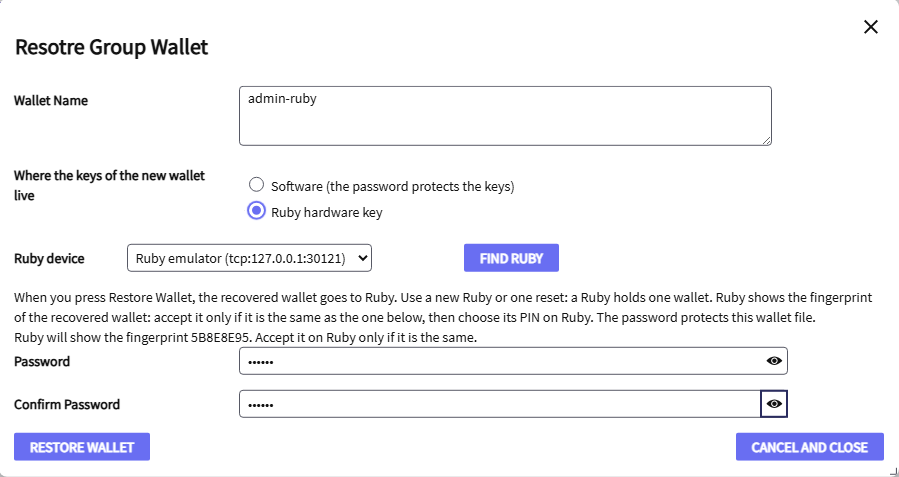 Resotre Group Wallet
Wallet Name
admin-ruby
Where the keys of the new wallet
live
Software (the password protects the keys)
Ruby hardware key
Ruby device
Ruby emulator (tcp:127.0.0.1:30121)
FIND RUBY
When you press Restore Wallet, the recovered wallet goes to Ruby. Use a new Ruby or one reset: a Ruby holds one wallet. Ruby shows the fingerprint
of the recovered wallet: accept it only if it is the same as the one below, then choose its PIN on Ruby. The password protects this wallet file.
Ruby will show the fingerprint 5B8E8E95. Accept it on Ruby only if it is the same.
Password
••••••
Confirm Password
••••••
RESTORE WALLET
CANCEL AND CLOSE